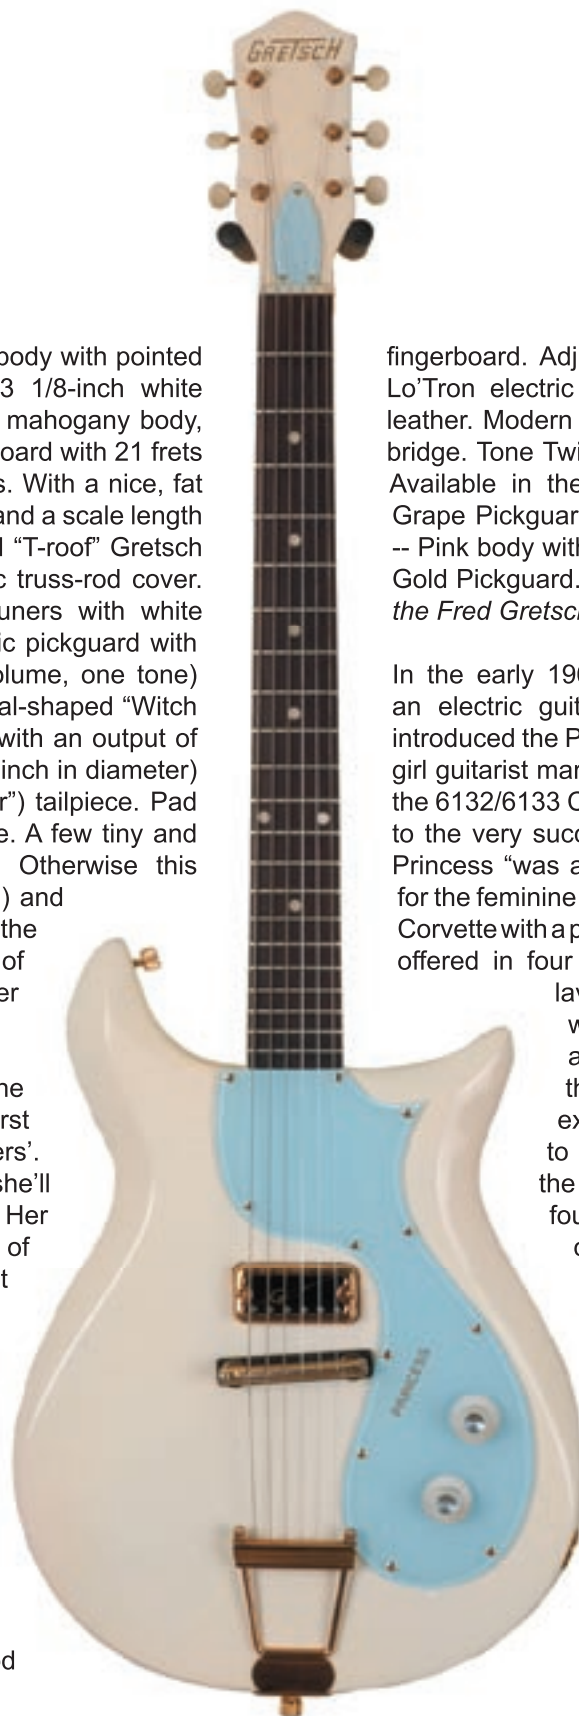 GRETSCH
body with pointed
3 1/8-inch white
mahogany body,
oard with 21 frets
s. With a nice, fat
and a scale length
l “T-roof” Gretsch
c truss-rod cover.
uners with white
ic pickguard with
olume, one tone)
al-shaped “Witch
with an output of
inch in diameter)
r”) tailpiece. Pad
e. A few tiny and
Otherwise this
) and
the
of
er
ne
rst
ers’.
she’ll
Her
of
t
od
fingerboard. Adj
Lo’Tron electric
leather. Modern
bridge. Tone Twi
Available in the
Grape Pickguar
-- Pink body with
Gold Pickguard.
the Fred Gretsch
In the early 196
an electric guit
introduced the P
girl guitarist mar
the 6132/6133 C
to the very succ
Princess “was a
for the feminine
Corvette with a p
offered in four
lav
w
a
th
ex
to
the
fou
c
PRINCESS